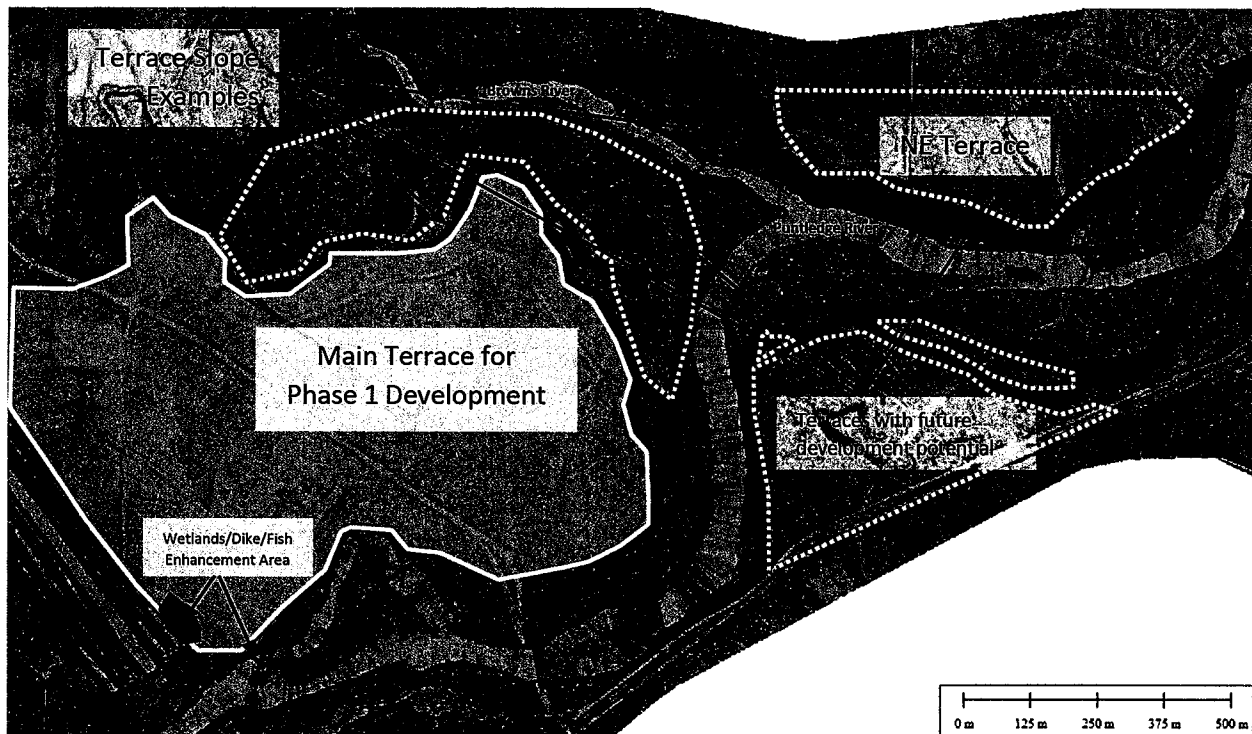 Terrace Slope
Examples
Browns River
NE Terrace
Puntledge River
Main Terrace for
Phase 1 Development
Terraces with future
development potential
Wetlands/Dike/Fish
Enhancement Area
0 m 125 m 250 m 375 m 500 m